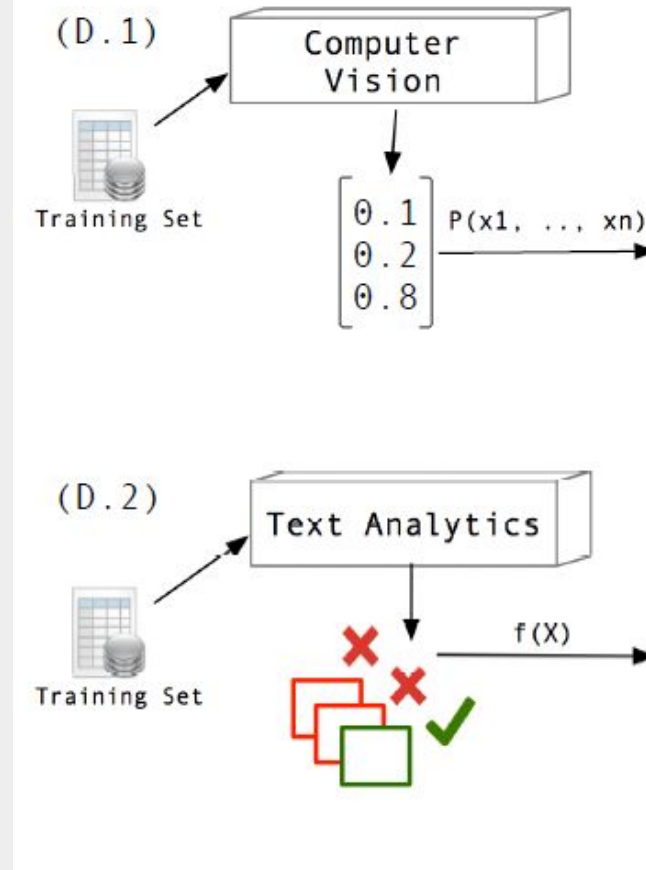 (D.1)
Computer
Vision
Training Set
0.1
0.2
0.8
P(x1, .., xn)
(D.2)
Text Analytics
Training Set
f(X)